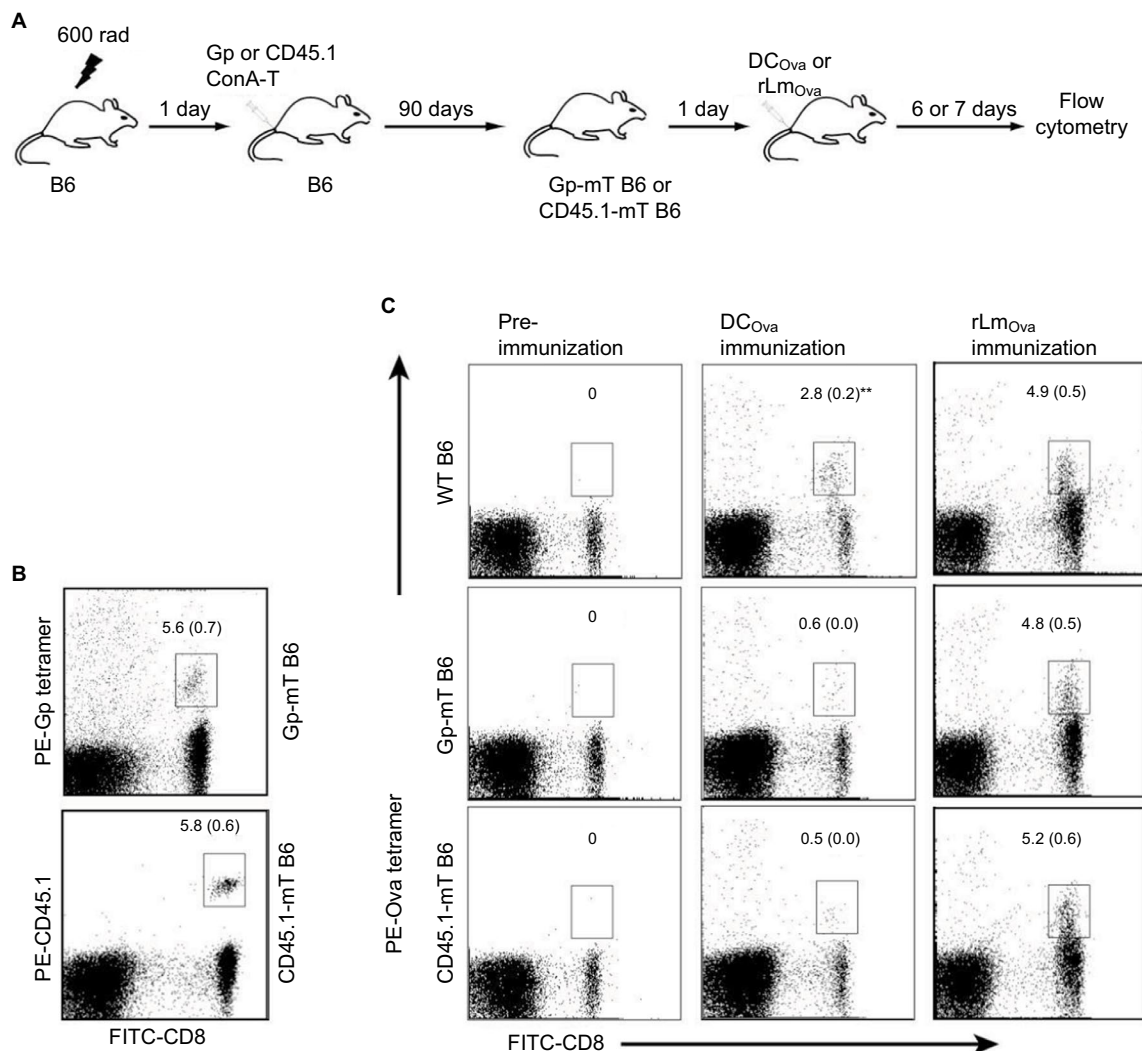 A
600 rad
B6
1 day
Gp or CD45.1
ConA-T
B6
90 days
Gp-mT B6 or
CD45.1-mT B6
1 day
DCOva or
rLmOva
6 or 7 days
Flow
cytometry
B
PE-Gp tetramer
5.6 (0.7)
Gp-mT B6
PE-CD45.1
5.8 (0.6)
CD45.1-mT B6
FITC-CD8
C
Pre-
immunization
DCOva
immunization
rLmOva
immunization
PE-Ova tetramer
WT B6
0
2.8 (0.2)**
4.9 (0.5)
Gp-mT B6
0
0.6 (0.0)
4.8 (0.5)
CD45.1-mT B6
0
0.5 (0.0)
5.2 (0.6)
FITC-CD8